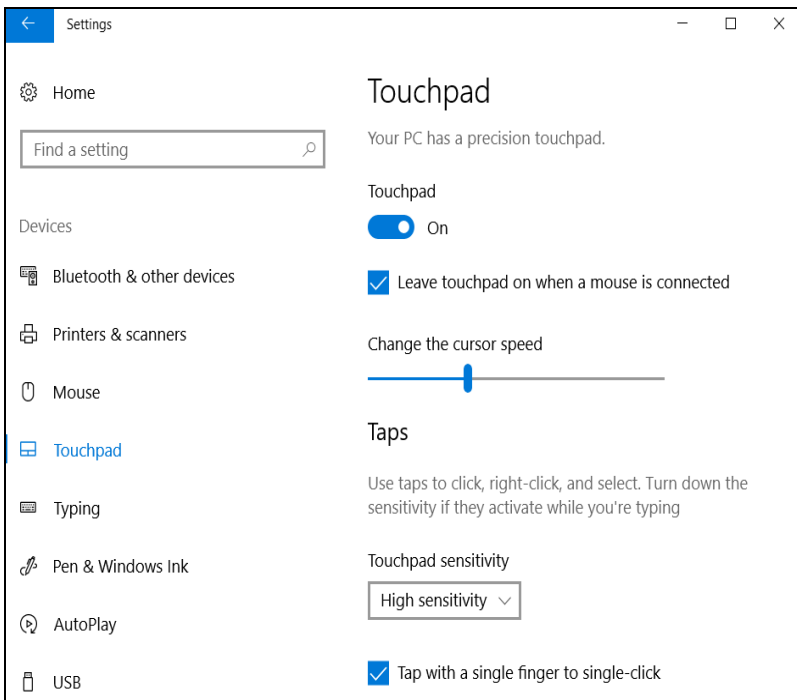 Settings
Home
Find a setting
Devices
Bluetooth & other devices
Printers & scanners
Mouse
Touchpad
Typing
Pen & Windows Ink
AutoPlay
USB
Touchpad
Your PC has a precision touchpad.
Touchpad
On
Leave touchpad on when a mouse is connected
Change the cursor speed
Taps
Use taps to click, right-click, and select. Turn down the
sensitivity if they activate while you're typing
Touchpad sensitivity
High sensitivity
Tap with a single finger to single-click